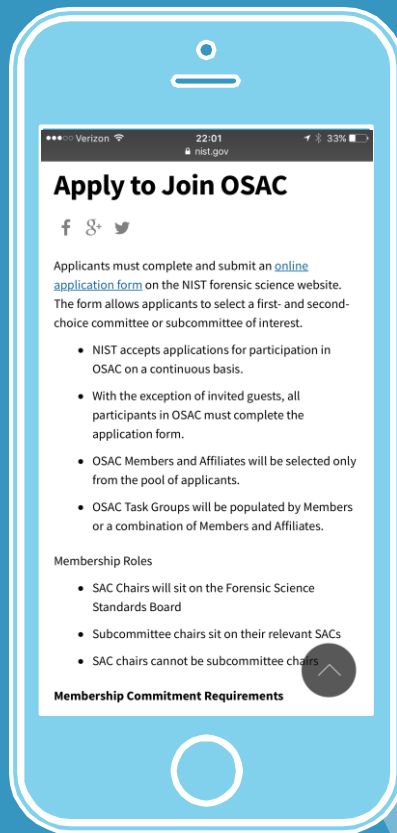 Verizon 22:01 33%
nist.gov
Apply to Join OSAC
Applicants must complete and submit an online
application form on the NIST forensic science website.
The form allows applicants to select a first- and second-
choice committee or subcommittee of interest.
• NIST accepts applications for participation in
OSAC on a continuous basis.
• With the exception of invited guests, all
participants in OSAC must complete the
application form.
• OSAC Members and Affiliates will be selected only
from the pool of applicants.
• OSAC Task Groups will be populated by Members
or a combination of Members and Affiliates.
Membership Roles
• SAC Chairs will sit on the Forensic Science
Standards Board
• Subcommittee chairs sit on their relevant SACs
• SAC chairs cannot be subcommittee chairs
Membership Commitment Requirements